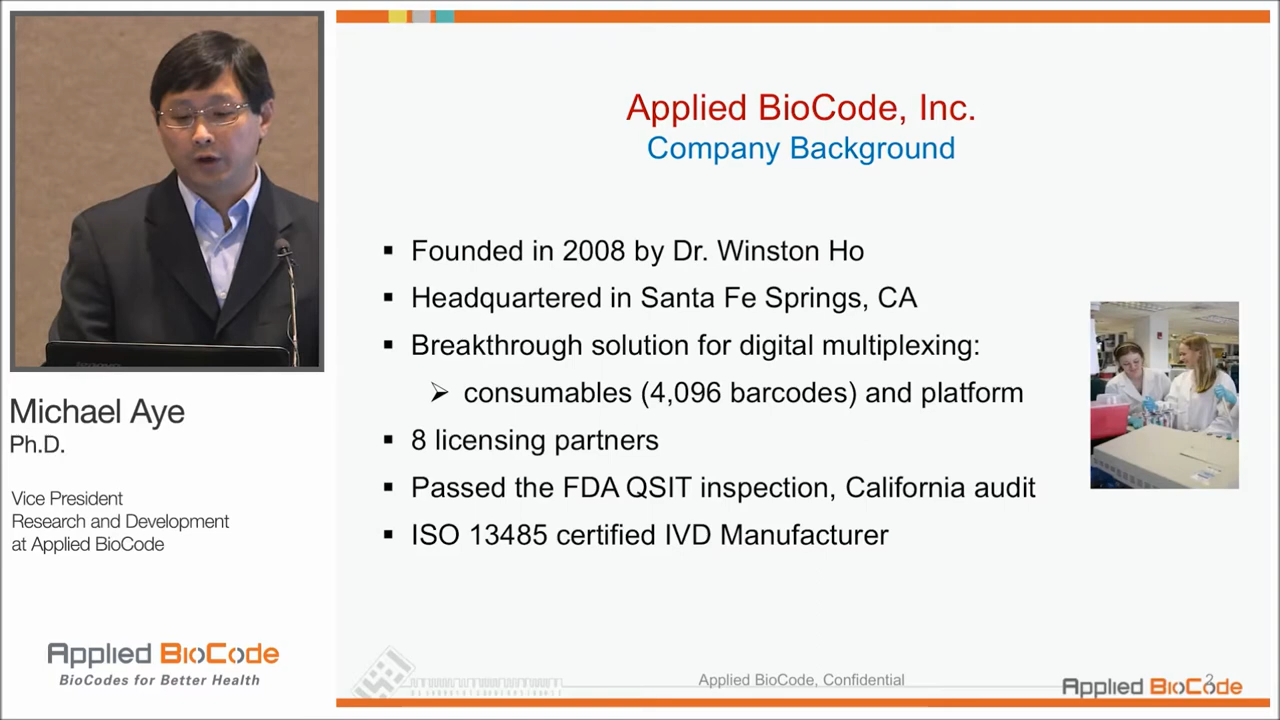 Michael Aye
Ph.D.
Vice President
Research and Development
at Applied BioCode
Applied BioCode
BioCodes for Better Health
Applied BioCode, Inc.
Company Background
▪ Founded in 2008 by Dr. Winston Ho
▪ Headquartered in Santa Fe Springs, CA
▪ Breakthrough solution for digital multiplexing:
➢ consumables (4,096 barcodes) and platform
▪ 8 licensing partners
▪ Passed the FDA QSIT inspection, California audit
▪ ISO 13485 certified IVD Manufacturer
Applied BioCode, Confidential
2
Applied BioCode